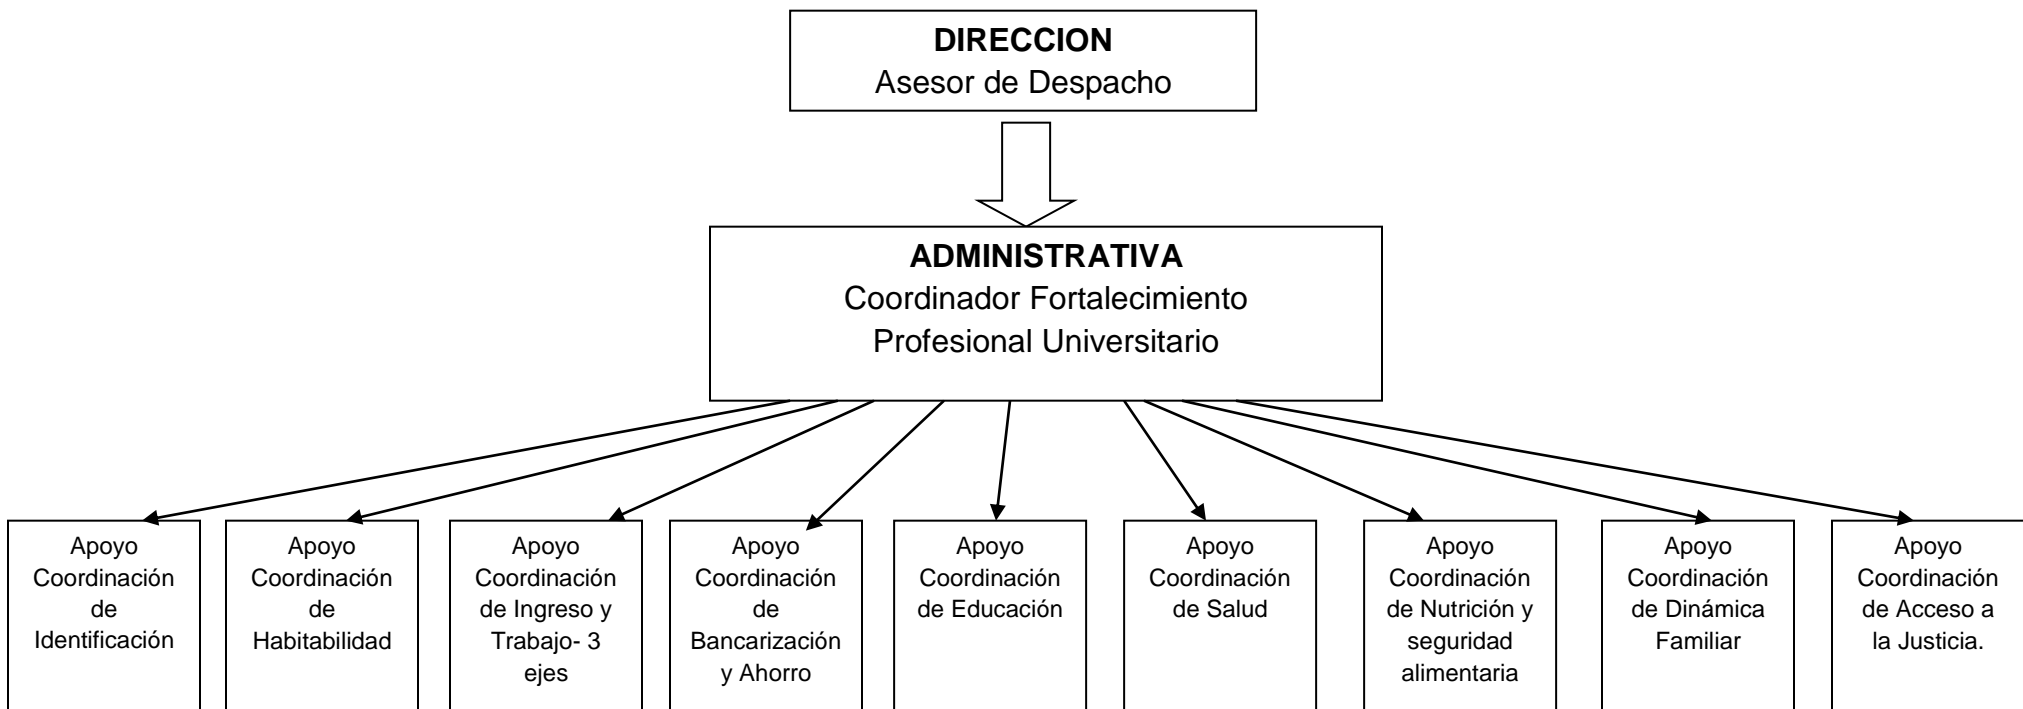 DIRECCION
Asesor de Despacho
ADMINISTRATIVA
Coordinador Fortalecimiento
Profesional Universitario
Apoyo
Coordinación
de
Identificación
Apoyo
Coordinación
de
Habitabilidad
Apoyo
Coordinación
de Ingreso y
Trabajo- 3
ejes
Apoyo
Coordinación
de
Bancarización
y Ahorro
Apoyo
Coordinación
de Educación
Apoyo
Coordinación
de Salud
Apoyo
Coordinación
de Nutrición y
seguridad
alimentaria
Apoyo
Coordinación
de Dinámica
Familiar
Apoyo
Coordinación
de Acceso a
la Justicia.